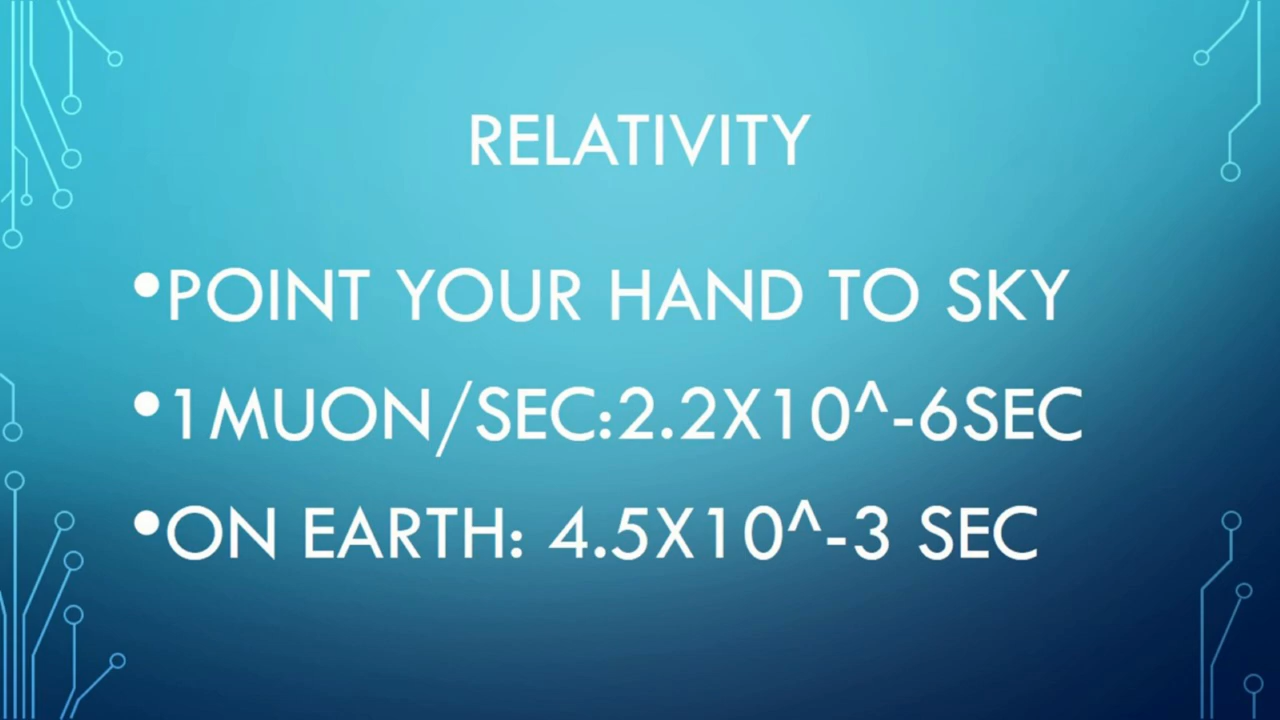 RELATIVITY
•POINT YOUR HAND TO SKY
•1MUON/SEC:2.2X10^-6SEC
•ON EARTH: 4.5X10^-3 SEC